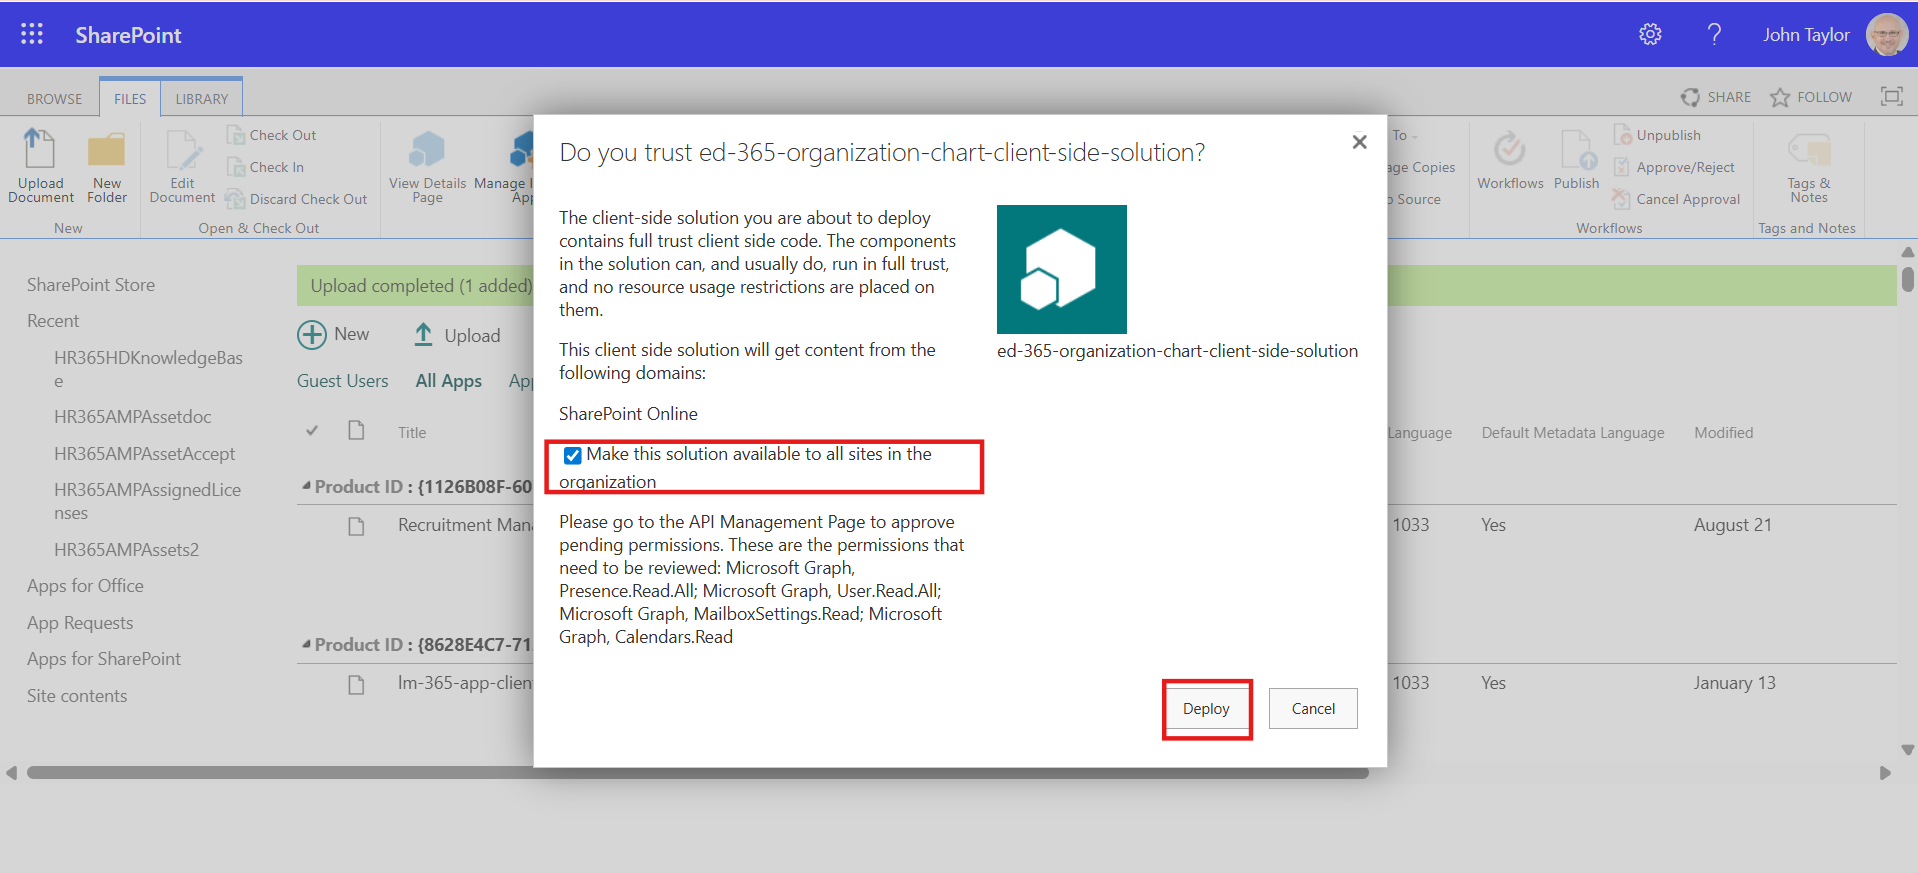 SharePoint
John Taylor
BROWSE
FILES
LIBRARY
SHARE
FOLLOW
Upload
Document
New
Folder
New
Edit
Document
Check Out
Check In
Discard Check Out
Open & Check Out
View Details
Page
Manage
App
To
age Copies
o Source
Workflows
Publish
Unpublish
Approve/Reject
Cancel Approval
Workflows
Tags &
Notes
Tags and Notes
SharePoint Store
Recent
HR365HDKnowledgeBas
e
HR365AMPAssetdoc
HR365AMPAssetAccept
HR365AMPAssignedLice
nses
HR365AMPAssets2
Apps for Office
App Requests
Apps for SharePoint
Site contents
Upload completed (1 added)
New
Upload
Guest Users
All Apps
App
Title
Language
Default Metadata Language
Modified
Product ID : {1126B08F-60
Recruitment Mana
1033
Yes
August 21
Product ID : {8628E4C7-71
lm-365-app-clien
1033
Yes
January 13
Do you trust ed-365-organization-chart-client-side-solution?
The client-side solution you are about to deploy
contains full trust client side code. The components
in the solution can, and usually do, run in full trust,
and no resource usage restrictions are placed on
them.
This client side solution will get content from the
following domains:
SharePoint Online
Make this solution available to all sites in the
organization
Please go to the API Management Page to approve
pending permissions. These are the permissions that
need to be reviewed: Microsoft Graph,
Presence.Read.All; Microsoft Graph, User.Read.All;
Microsoft Graph, MailboxSettings.Read; Microsoft
Graph, Calendars.Read
ed-365-organization-chart-client-side-solution
Deploy
Cancel